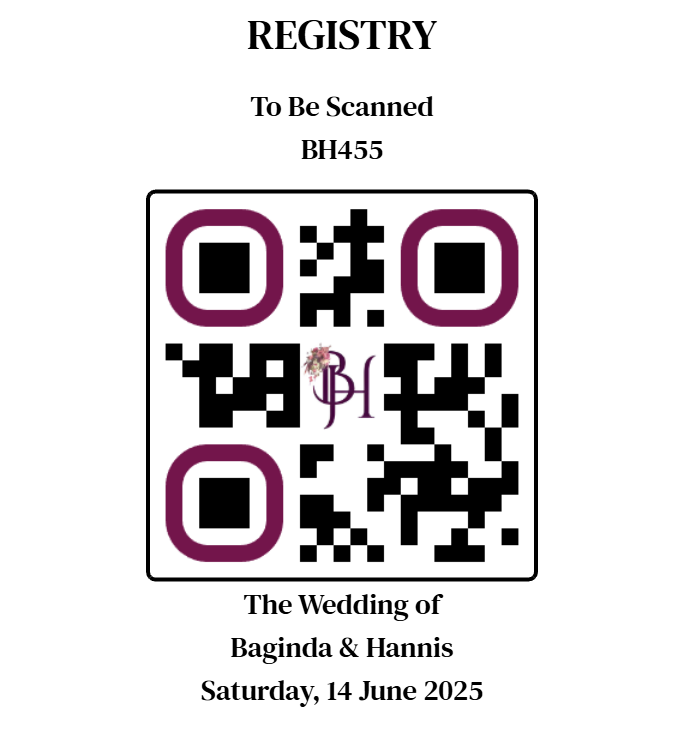 REGISTRY
To Be Scanned
BH455
BH
The Wedding of
Baginda & Hannis
Saturday, 14 June 2025